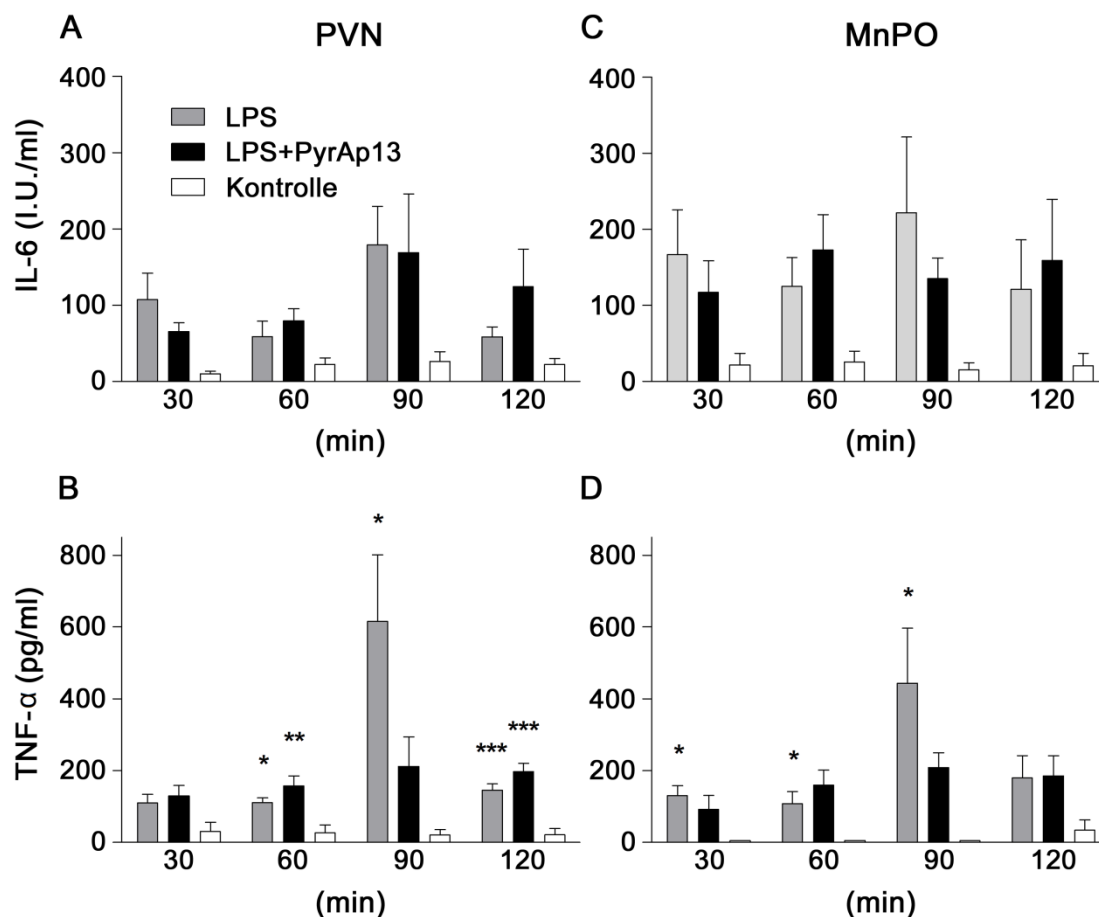 A
PVN
400
300
200
100
0
IL-6 (I.U./ml)
LPS
LPS+PyrAp13
Kontrolle
30 60 90 120
(min)
C
MnPO
400
300
200
100
0
30 60 90 120
(min)
B
800
600
400
200
0
TNF-α (pg/ml)
* ** * *** ***
30 60 90 120
(min)
D
800
600
400
200
0
* * *
30 60 90 120
(min)